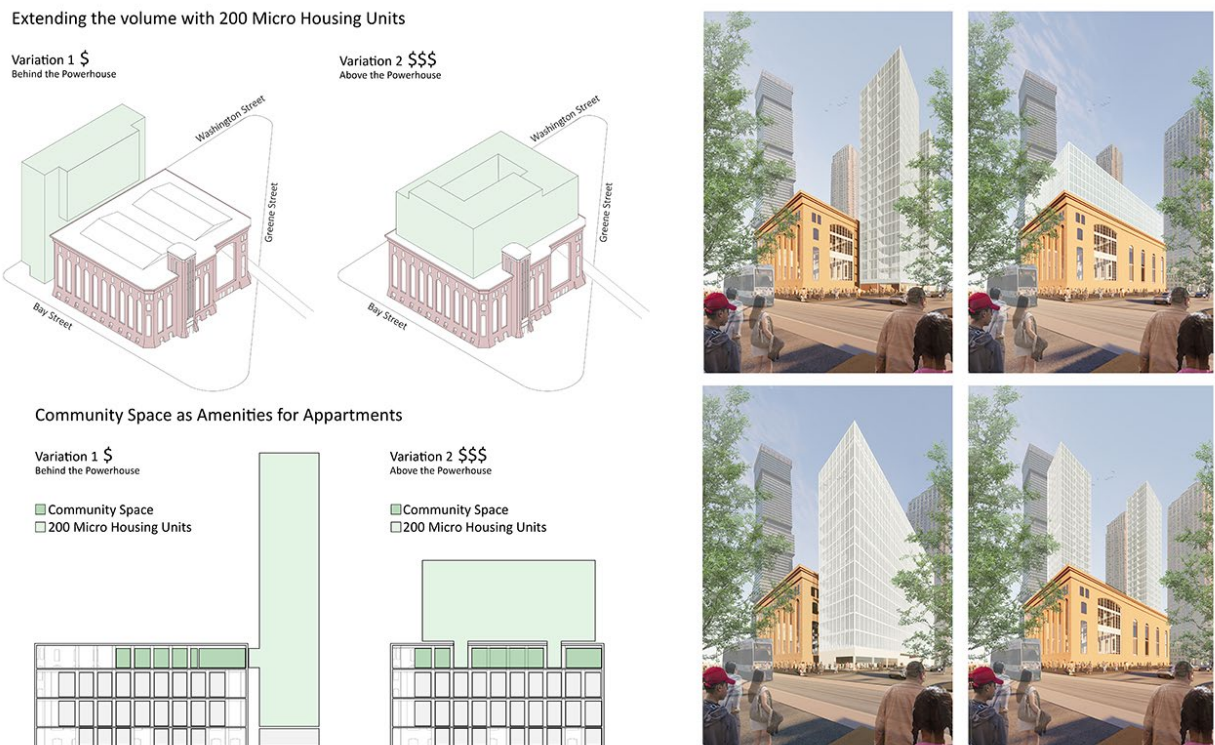 Extending the volume with 200 Micro Housing Units
Variation 1 $
Behind the Powerhouse
Variation 2 $$$
Above the Powerhouse
Washington Street
Greene Street
Bay Street
Washington Street
Greene Street
Bay Street
Community Space as Amenities for Appartments
Variation 1 $
Behind the Powerhouse
Community Space
200 Micro Housing Units
Variation 2 $$$
Above the Powerhouse
Community Space
200 Micro Housing Units